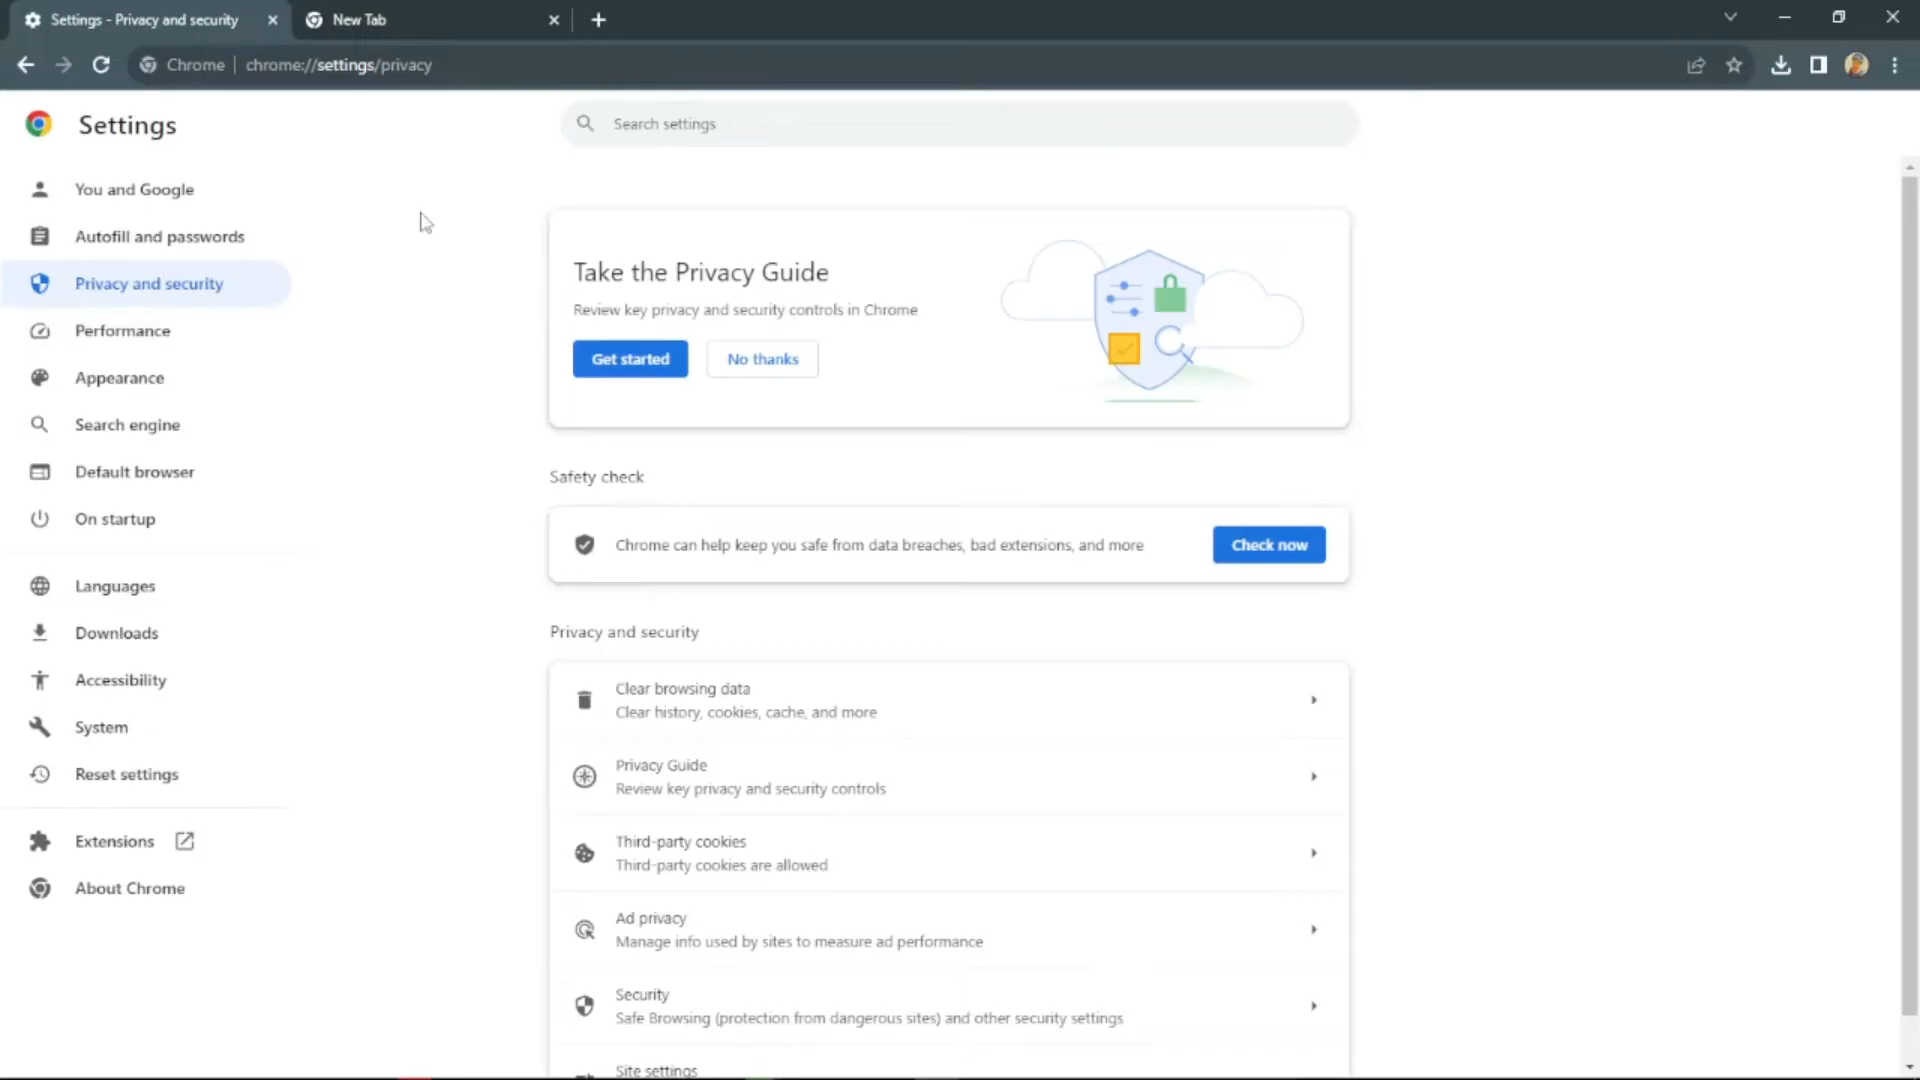 Settings - Privacy and security
New Tab
Chrome
chrome://settings/privacy
Settings
Search settings
You and Google
Autofill and passwords
Privacy and security
Performance
Appearance
Search engine
Default browser
On startup
Languages
Downloads
Accessibility
System
Reset settings
Extensions
About Chrome
Take the Privacy Guide
Review key privacy and security controls in Chrome
Get started
No thanks
Safety check
Chrome can help keep you safe from data breaches, bad extensions, and more
Check now
Privacy and security
Clear browsing data
Clear history, cookies, cache, and more
Privacy Guide
Review key privacy and security controls
Third-party cookies
Third-party cookies are allowed
Ad privacy
Manage info used by sites to measure ad performance
Security
Safe Browsing (protection from dangerous sites) and other security settings
Site settings